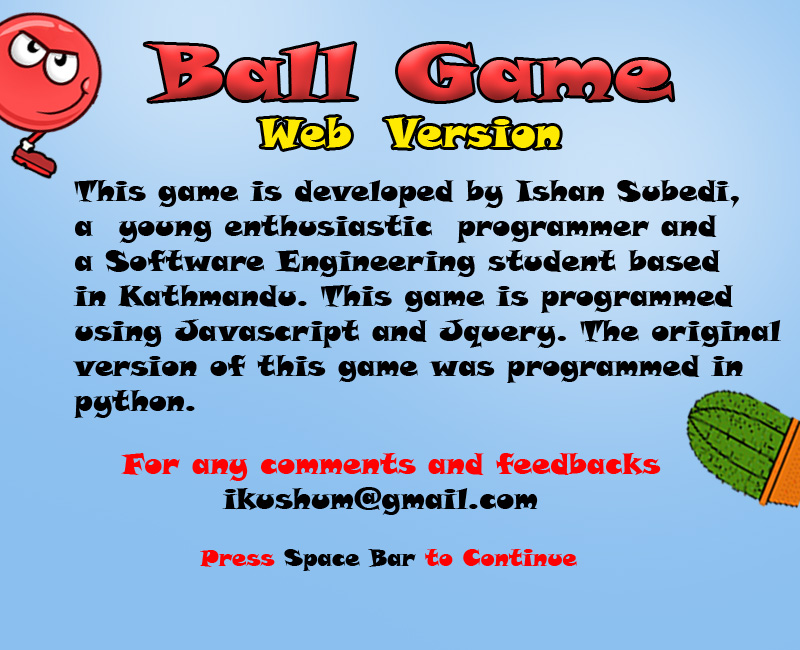 Ball Game
Web Version
This game is developed by Ishan Subedi,
a young enthusiastic programmer and
a Software Engineering student based
in Kathmandu. This game is programmed
using Javascript and Jquery. The original
version of this game was programmed in
python.
For any comments and feedbacks
ikushum@gmail.com
Press Space Bar to Continue